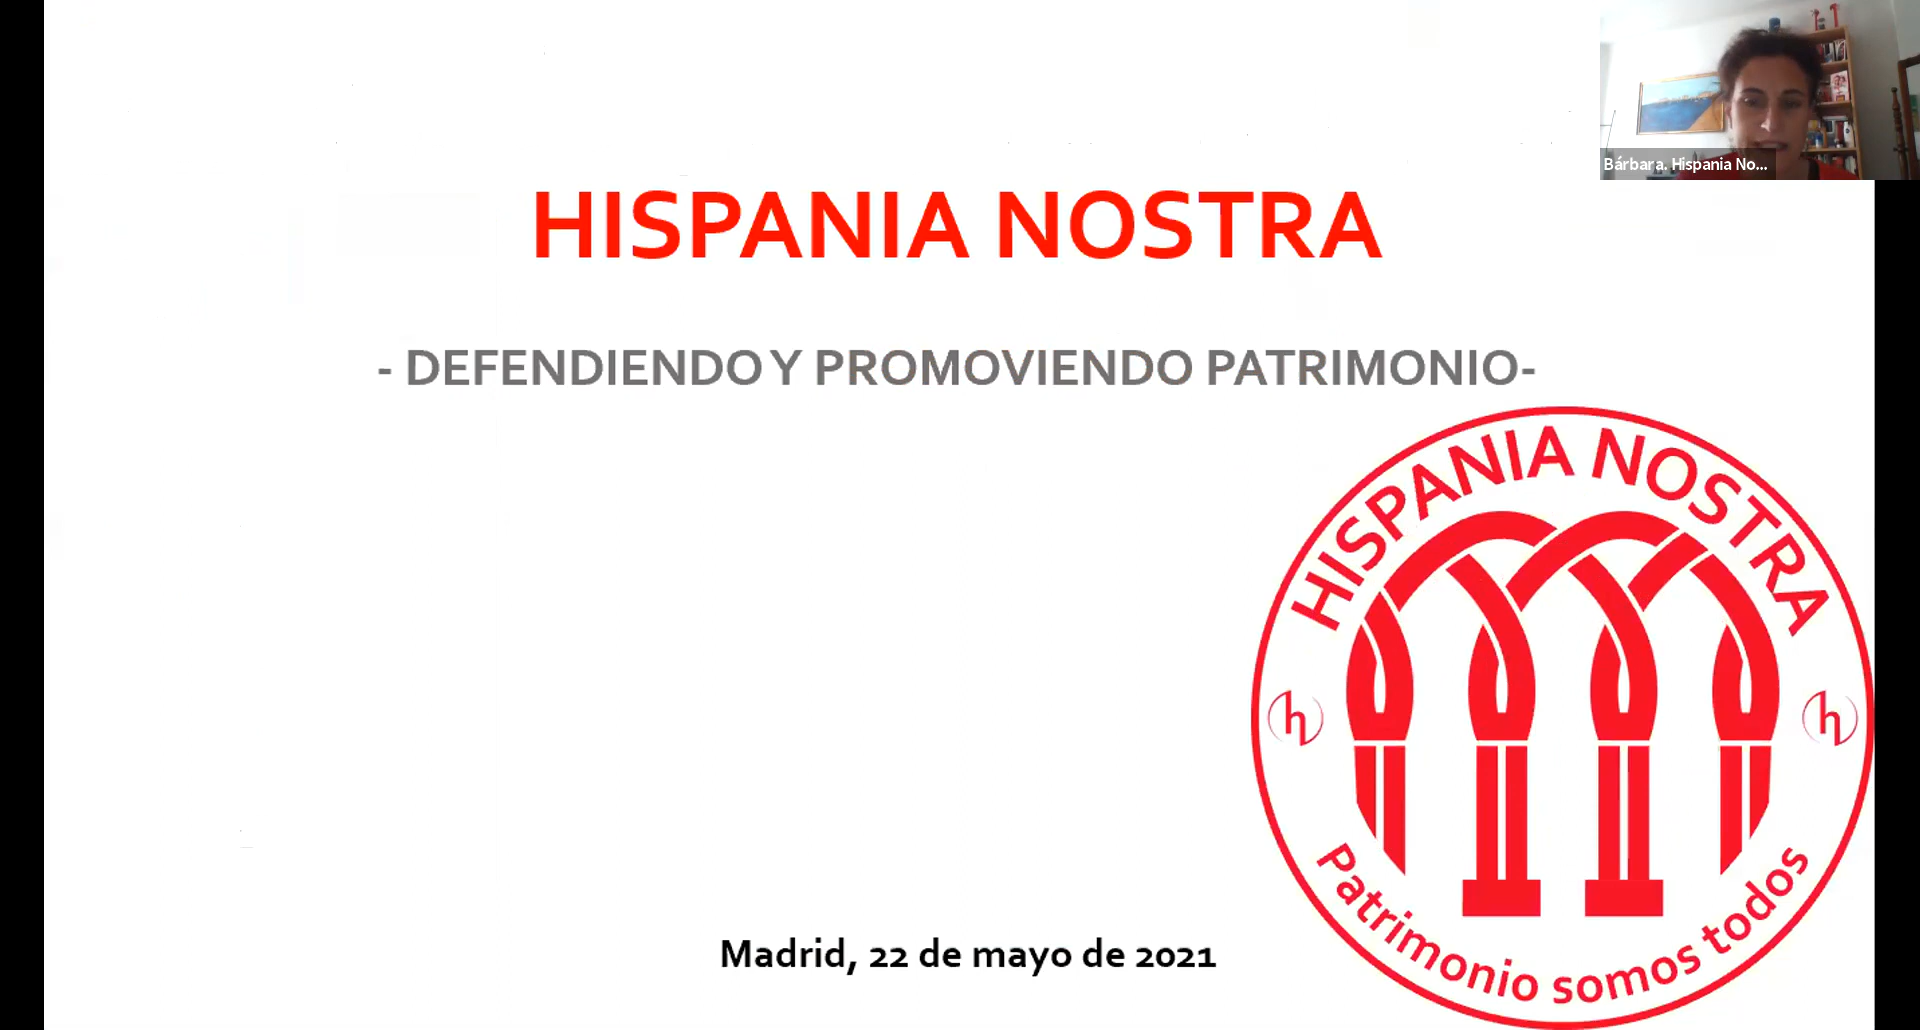 Bárbara. Hispania No...
HISPANIA NOSTRA
- DEFENDIENDO Y PROMOVIENDO PATRIMONIO-
HISPANIA NOSTRA
h
h
Patrimonio somos todos
Madrid, 22 de mayo de 2021